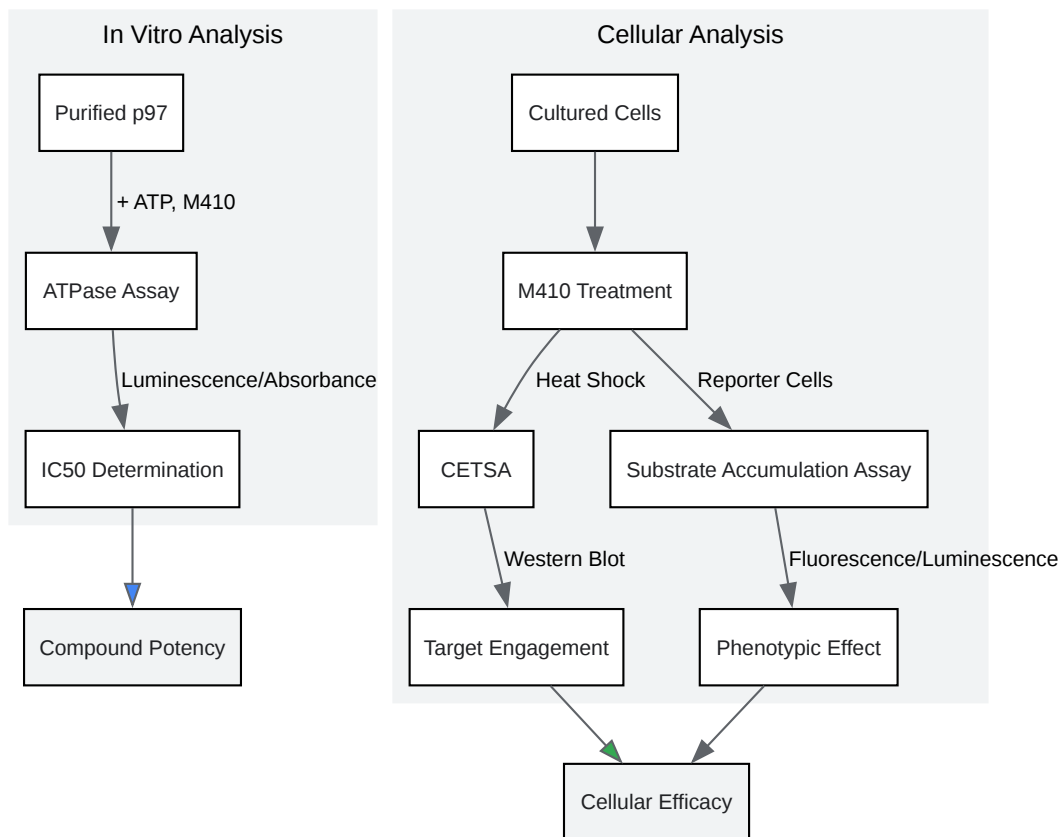 In Vitro Analysis
Purified p97
+ ATP, M410
ATPase Assay
Luminescence/Absorbance
IC50 Determination
Compound Potency
Cellular Analysis
Cultured Cells
M410 Treatment
Heat Shock
Reporter Cells
CETSA
Substrate Accumulation Assay
Western Blot
Fluorescence/Luminescence
Target Engagement
Phenotypic Effect
Cellular Efficacy